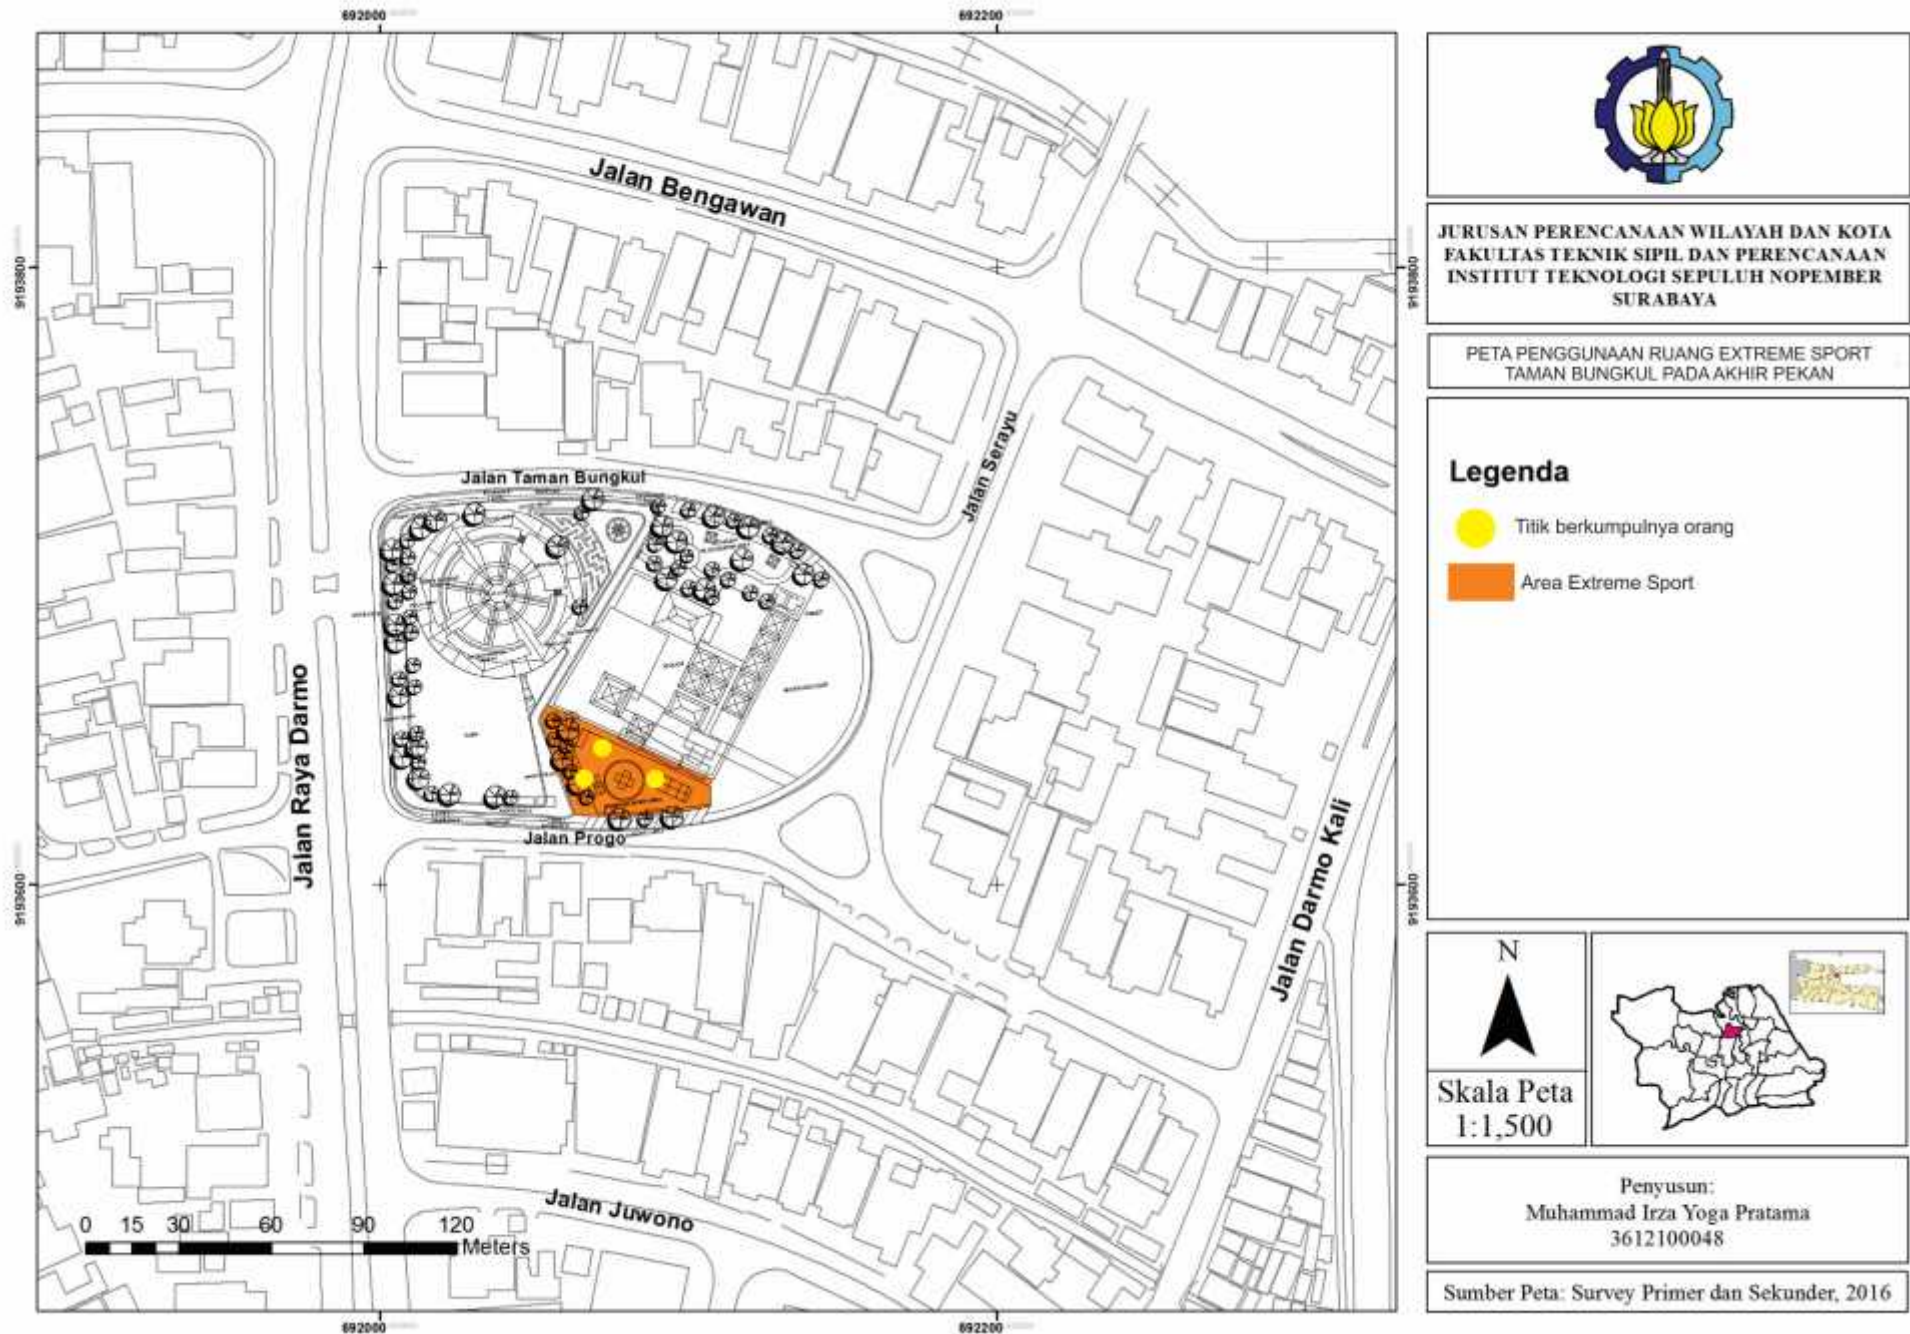 692000
692200
9193800
9193800
Jalan Bengawan
Jalan Serayu
Jalan Taman Bungkul
Jalan Raya Darmo
Jalan Progo
Jalan Darmo Kali
9193600
9193600
Jalan Juwono
0 15 30 60 90 120
Meters
692000
692200
JURUSAN PERENCANAAN WILAYAH DAN KOTA
FAKULTAS TEKNIK SIPIL DAN PERENCANAAN
INSTITUT TEKNOLOGI SEPULUH NOPEMBER
SURABAYA
PETA PENGGUNAAN RUANG EXTREME SPORT
TAMAN BUNGKUL PADA AKHIR PEKAN
Legenda
Titik berkumpulnya orang
Area Extreme Sport
N
Skala Peta
1:1,500
Penyusun:
Muhammad Irza Yoga Pratama
3612100048
Sumber Peta: Survey Primer dan Sekunder, 2016